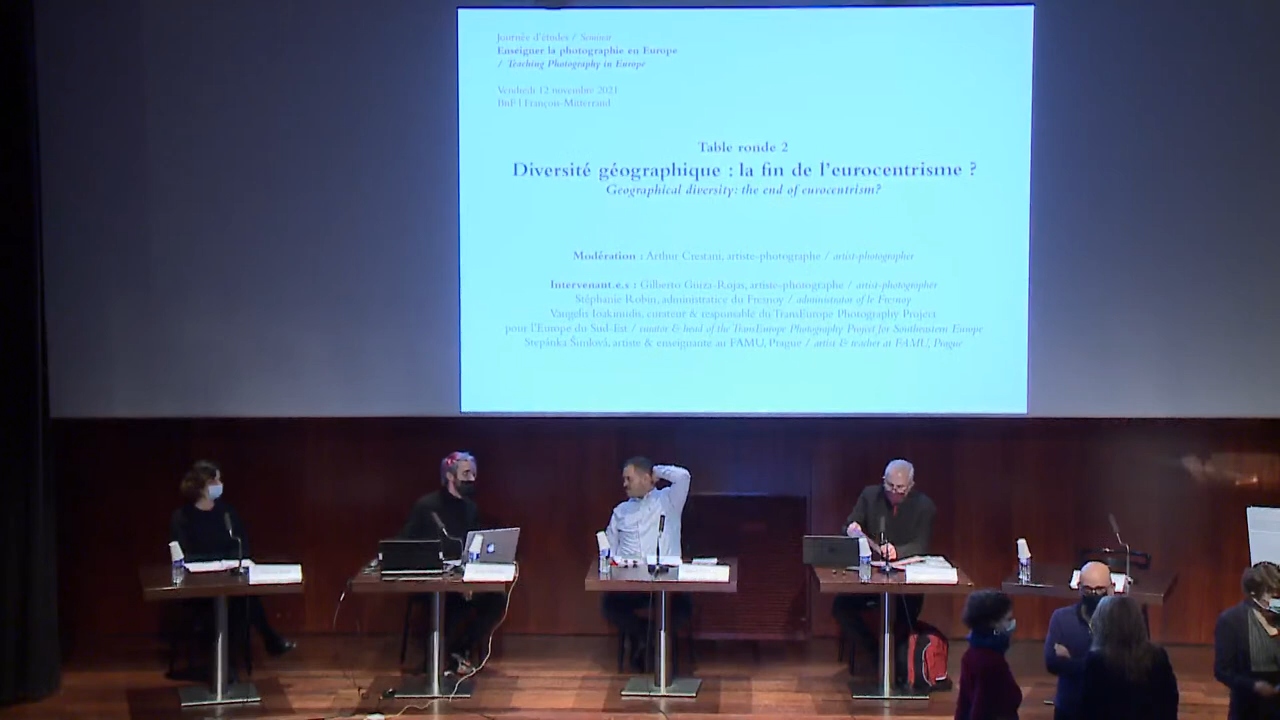 Journée d'études / Seminar
Enseigner la photographie en Europe
/ Teaching Photography in Europe
Vendredi 12 novembre 2021
BnF I François-Mitterrand
Table ronde 2
Diversité géographique : la fin de l'eurocentrisme ?
Geographical diversity: the end of eurocentrism?
Modération : Arthur Crestani, artiste-photographe / artist-photographer
Intervenant.e.s : Gilberto Güiza-Rojas, artiste-photographe / artist-photographer
Stéphanie Robin, administratice du Fresnoy / administrator of le Fresnoy
Vangelis Ioakimidis, curateur & responsable du TransEurope Photography Project
pour l'Europe du Sud-Est / curator & head of the TransEurope Photography Project for Southeastern Europe
Stepánka Šimlová, artiste & enseignante au FAMU, Prague / artist & teacher at FAMU, Prague